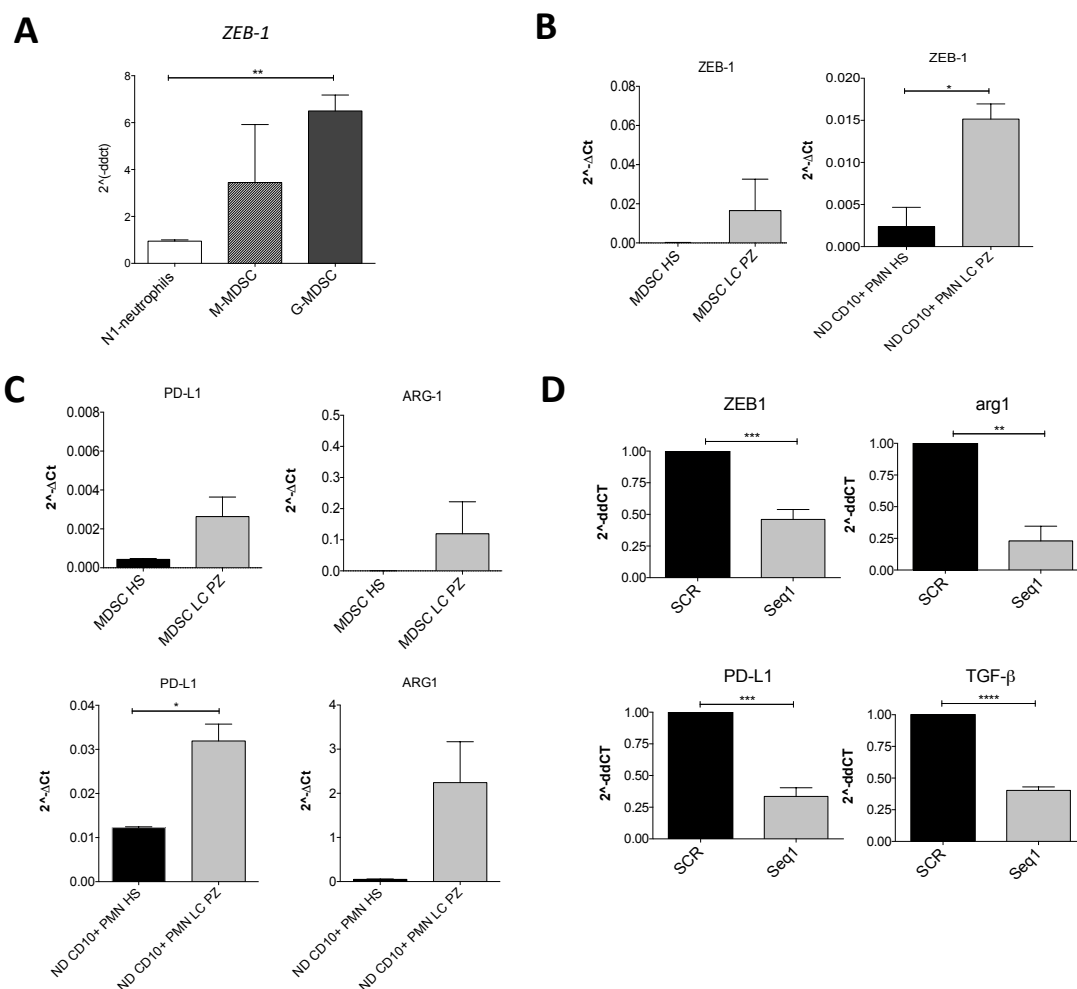 A
ZEB-1
**
8
6
4
2
0
2^(-ddct)
N1-neutrophils
M-MDSC
G-MDSC
B
ZEB-1
0.08
0.06
0.04
0.02
0.00
2^-ΔCt
MDSC HS
MDSC LC PZ
ZEB-1
*
0.020
0.015
0.010
0.005
0.000
2^-ΔCt
ND CD10+ PMN HS
ND CD10+ PMN LC PZ
C
PD-L1
0.008
0.006
0.004
0.002
0.000
2^-ΔCt
MDSC HS
MDSC LC PZ
ARG-1
0.5
0.4
0.3
0.2
0.1
0.0
2^-ΔCt
MDSC HS
MDSC LC PZ
PD-L1
*
0.04
0.03
0.02
0.01
0.00
2^-ΔCt
ND CD10+ PMN HS
ND CD10+ PMN LC PZ
ARG1
4
3
2
1
0
2^-ΔCt
ND CD10+ PMN HS
ND CD10+ PMN LC PZ
D
ZEB1
***
1.00
0.75
0.50
0.25
0.00
2^-ddCT
SCR
Seq1
arg1
**
1.00
0.75
0.50
0.25
0.00
2^-ddCT
SCR
Seq1
PD-L1
***
1.00
0.75
0.50
0.25
0.00
2^-ddCT
SCR
Seq1
TGF-β
****
1.00
0.75
0.50
0.25
0.00
2^-ddCT
SCR
Seq1